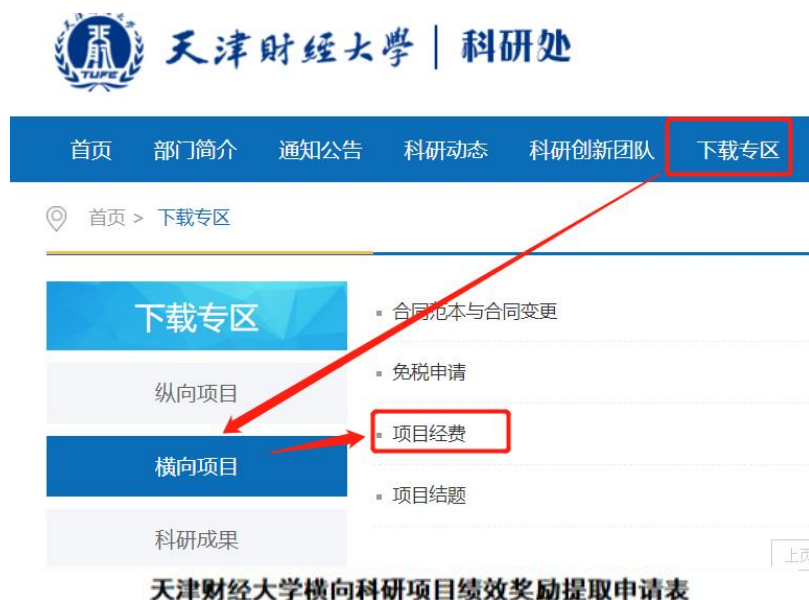 天津财经大學 | 科研处
TUFE
首页 部门简介 通知公告 科研动态 科研创新团队 下载专区
首页 > 下载专区
下载专区
纵向项目
横向项目
科研成果
合同范本与合同变更
免税申请
项目经费
项目结题
上页
天津财经大学横向科研项目绩效奖励提取申请表